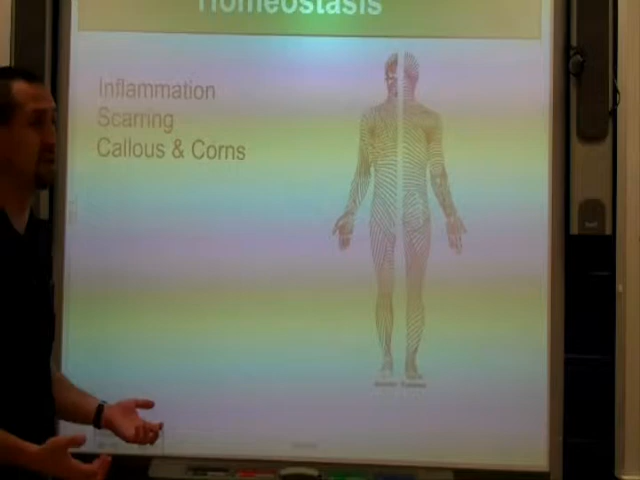 Homeostasis
Inflammation
Scarring
Callous & Corns